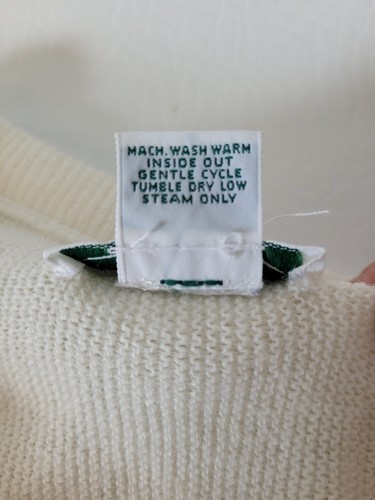 MACH. WASH WARM
INSIDE OUT
GENTLE CYCLE
TUMBLE DRY LOW
STEAM ONLY